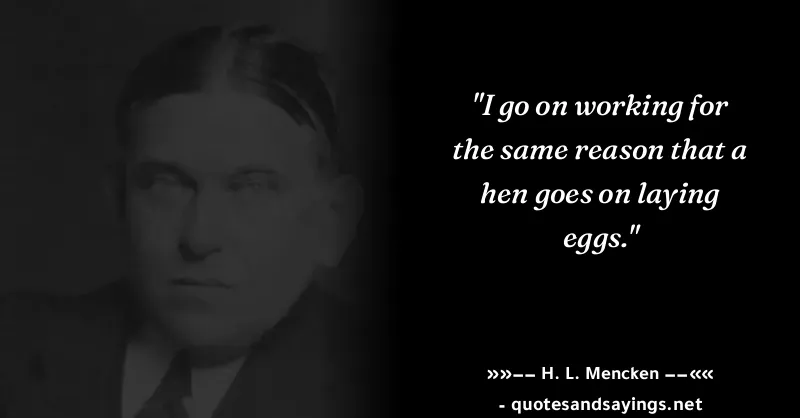 "I go on working for
the same reason that a
hen goes on laying
eggs."
»»−− H. L. Mencken −−««
- quotesandsayings.net